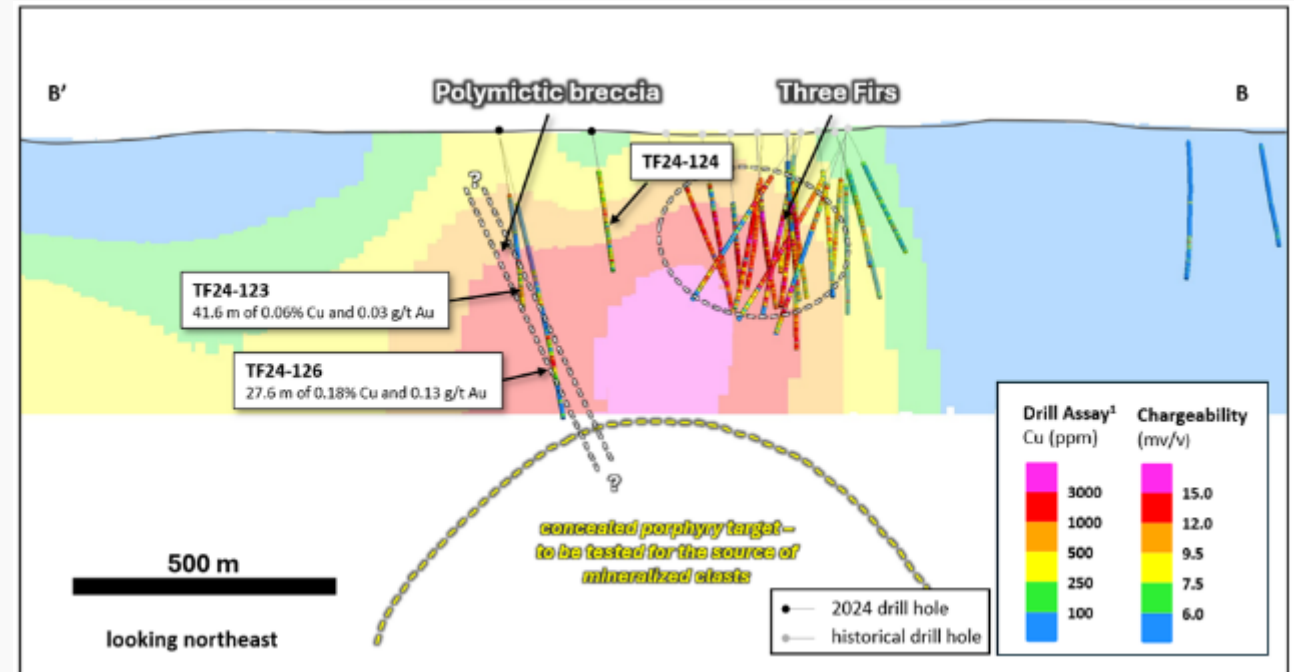 B’
Polymictic breccia
Three Firs
B
TF24-124
?
TF24-123
41.6 m of 0.06% Cu and 0.03 g/t Au
TF24-126
27.6 m of 0.18% Cu and 0.13 g/t Au
?
concealed porphyry target –
to be tested for the source of
mineralized clasts
500 m
looking northeast
2024 drill hole
historical drill hole
Drill Assay¹ Chargeability
Cu (ppm) (mv/v)
3000 15.0
1000 12.0
500 9.5
250 7.5
100 6.0